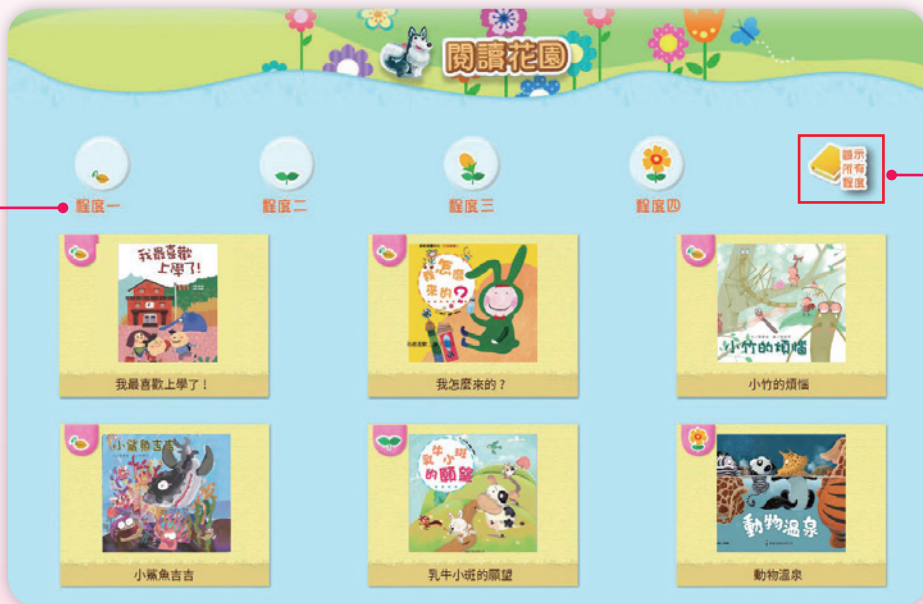 閱讀花園
程度一
程度二
程度三
程度四
顯示
所有
程度
我最喜歡
上學了!
我最喜歡上學了!
我怎麼
來的?
我怎麼來的?
小竹的煩惱
小竹的煩惱
小鯊魚吉吉
小鯊魚吉吉
乳牛小班
的願望
乳牛小班的願望
動物溫泉
動物溫泉